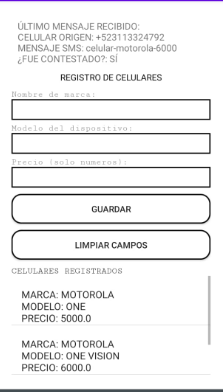 ÚLTIMO MENSAJE RECIBIDO:
CELULAR ORIGEN: +523113324792
MENSAJE SMS: celular-motorola-6000
¿FUE CONTESTADO?: SÍ
REGISTRO DE CELULARES
Nombre de marca:
Modelo del dispositivo:
Precio (solo numeros):
GUARDAR
LIMPIAR CAMPOS
CELULARES REGISTRADOS
MARCA: MOTOROLA
MODELO: ONE
PRECIO: 5000.0
MARCA: MOTOROLA
MODELO: ONE VISION
PRECIO: 6000.0